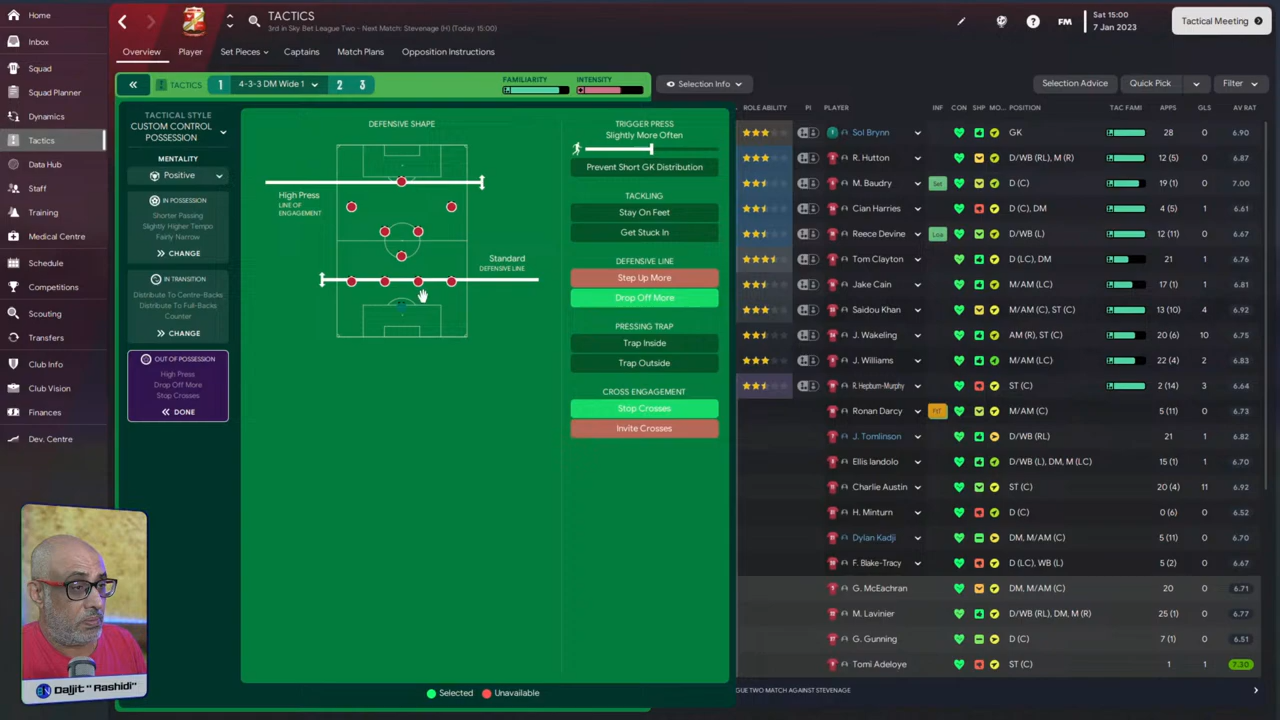 Home
Inbox
Squad
Squad Planner
Dynamics
Tactics
Data Hub
Staff
Training
Medical Centre
Schedule
Competitions
Scouting
Transfers
Club Info
Club Vision
Finances
Dev. Centre
TACTICS
3rd in Sky Bet League Two - Next Match: Stevenage (H) (Today 15:00)
FM
Sat 15:00
7 Jan 2023
Tactical Meeting
Overview
Player
Set Pieces
Captains
Match Plans
Opposition Instructions
TACTICS
1
4-3-3 DM Wide 1
2
3
FAMILIARITY
INTENSITY
Selection Info
Selection Advice
Quick Pick
Filter
TACTICAL STYLE
CUSTOM CONTROL
POSSESSION
MENTALITY
Positive
IN POSSESSION
Shorter Passing
Slightly Higher Tempo
Fairly Narrow
CHANGE
IN TRANSITION
Distribute To Centre-Backs
Distribute To Full-Backs
Counter
CHANGE
OUT OF POSSESSION
High Press
Drop Off More
Stop Crosses
DONE
DEFENSIVE SHAPE
High Press
LINE OF
ENGAGEMENT
Standard
DEFENSIVE LINE
Selected
Unavailable
TRIGGER PRESS
Slightly More Often
Prevent Short GK Distribution
TACKLING
Stay On Feet
Get Stuck In
DEFENSIVE LINE
Step Up More
Drop Off More
PRESSING TRAP
Trap Inside
Trap Outside
CROSS ENGAGEMENT
Stop Crosses
Invite Crosses
ROLE ABILITY PI PLAYER INF CON SHP MO... POSITION TAC FAMI APPS GLS AV RAT
Sol Brynn GK 28 0 6.90
R. Hutton D/WB (R), M (R) 12 (5) 0 6.87
M. Baudry Set D (C) 19 (1) 0 7.00
Cian Harries D (C), DM 4 (5) 0 6.61
Reece Devine Loa D/WB (L) 12 (11) 0 6.67
Tom Clayton D (LC), DM 21 1 6.76
Jake Cain M/AM (LC) 17 (1) 0 6.81
Saidou Khan M/AM (C), ST (C) 13 (10) 4 6.92
J. Wakeling AM (R), ST (C) 20 (6) 10 6.75
J. Williams M/AM (LC) 22 (4) 2 6.83
R. Hepburn-Murphy ST (C) 2 (14) 3 6.64
Ronan Darcy M/AM (C) 5 (11) 0 6.73
J. Tomlinson D/WB (RL) 21 1 6.82
Ellis Iandolo D/WB (L), DM, M (LC) 15 (1) 0 6.70
Charlie Austin ST (C) 20 (4) 11 6.92
H. Minturn D (C) 0 (6) 0 6.52
Dylan Kadji DM, M/AM (C) 5 (11) 0 6.70
F. Blake-Tracy D (LC), WB (L) 5 (2) 0 6.67
G. McEachran DM, M/AM (C) 20 0 6.71
M. Lavinier D/WB (RL), DM, M (R) 25 (1) 0 6.77
G. Gunning D (C) 7 (1) 0 6.51
Tomi Adeloye ST (C) 1 1 7.30
GUE TWO MATCH AGAINST STEVENAGE
Daljit "Rashidi"